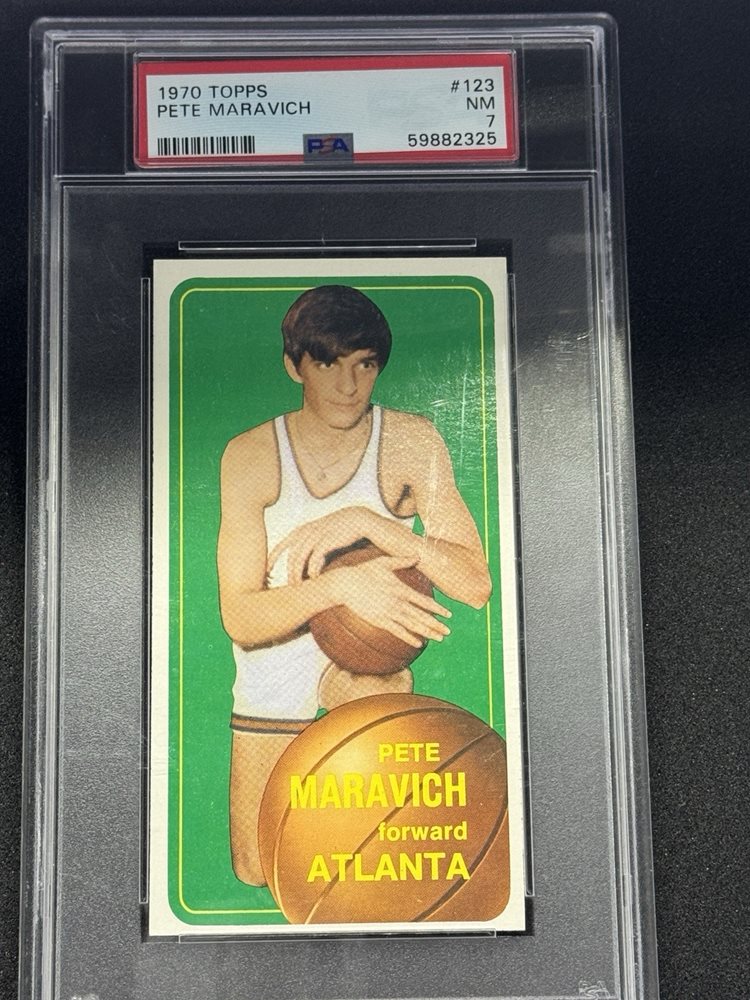 1970 TOPPS #123
PETE MARAVICH NM
7
PSA 59882325
PETE
MARAVICH
forward
ATLANTA